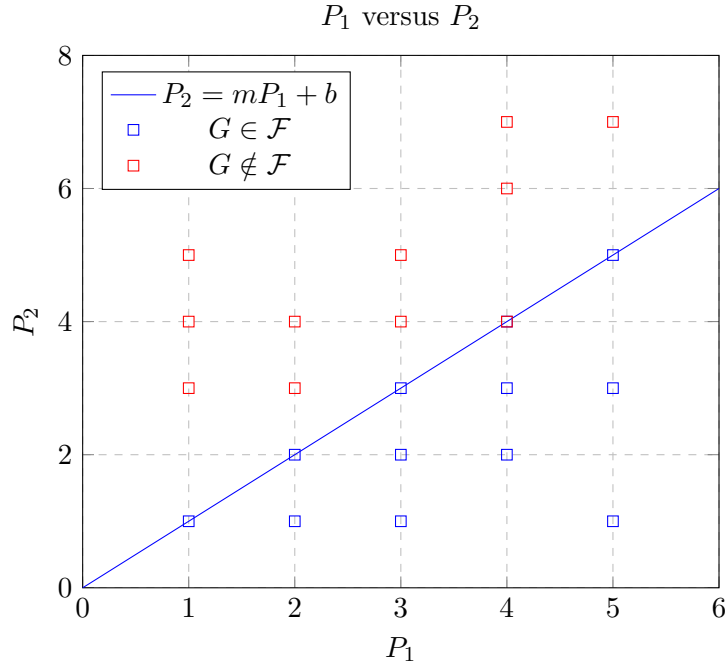 P₁ versus P₂
P₂ = mP₁ + b
G ∈ ℱ
G ∉ ℱ
8
6
4
2
0
P₂
0 1 2 3 4 5 6
P₁